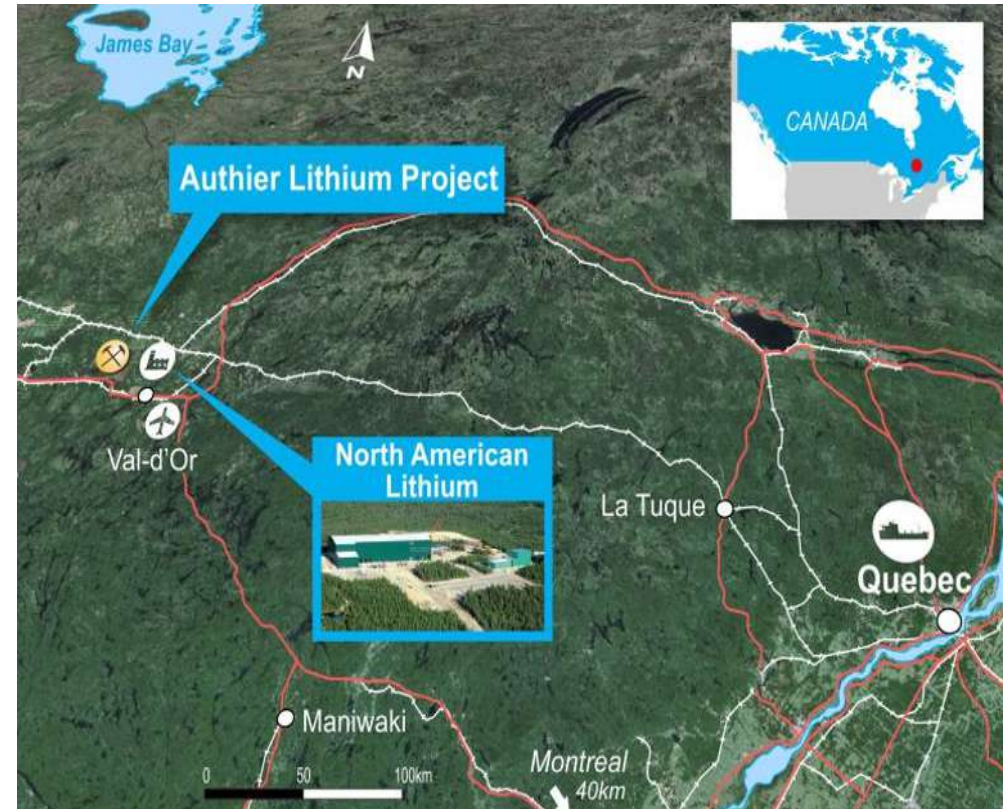 James Bay
N
CANADA
Authier Lithium Project
Val-d'Or
North American
Lithium
La Tuque
Quebec
Maniwaki
0 50 100km
Montréal
40km